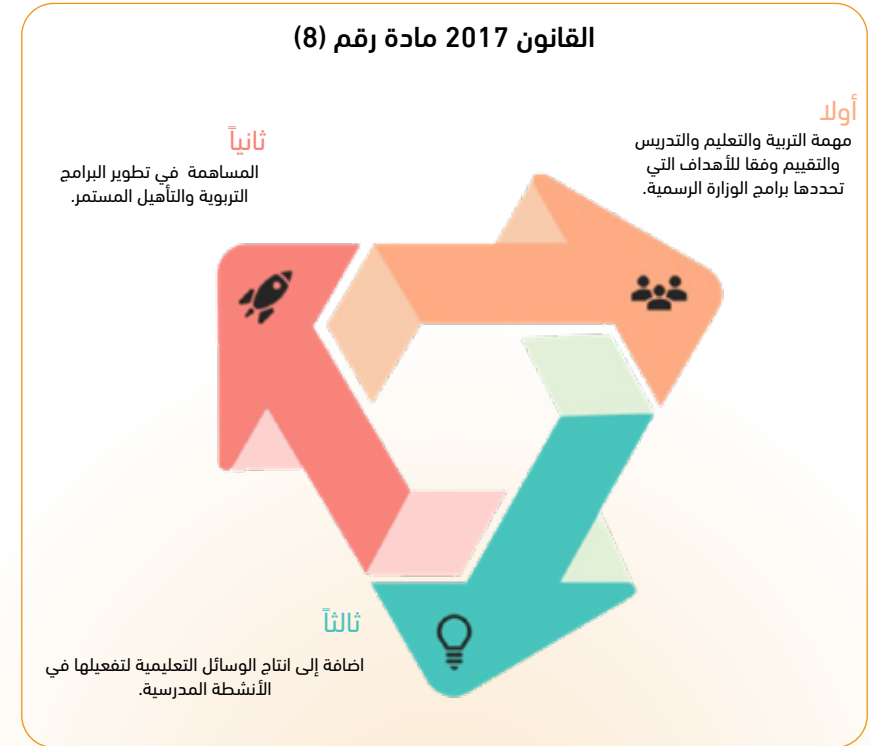 القانون 2017 مادة رقم (8)
أولا
مهمة التربية والتعليم والتدريس
والتقييم وفقا للأهداف التي
تحددها برامج الوزارة الرسمية.
ثانياً
المساهمة في تطوير البرامج
التربوية والتأهيل المستمر.
ثالثاً
اضافة إلى انتاج الوسائل التعليمية لتفعيلها في
الأنشطة المدرسية.